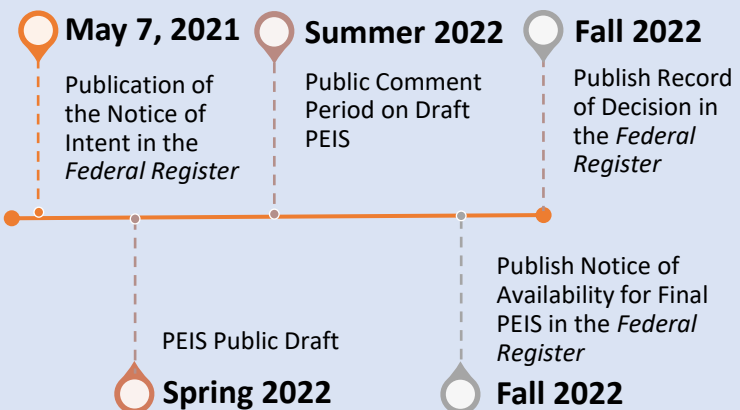 May 7, 2021
Publication of
the Notice of
Intent in the
Federal Register
Summer 2022
Public Comment
Period on Draft
PEIS
Fall 2022
Publish Record
of Decision in
the Federal
Register
PEIS Public Draft
Spring 2022
Publish Notice of
Availability for Final
PEIS in the Federal
Register
Fall 2022